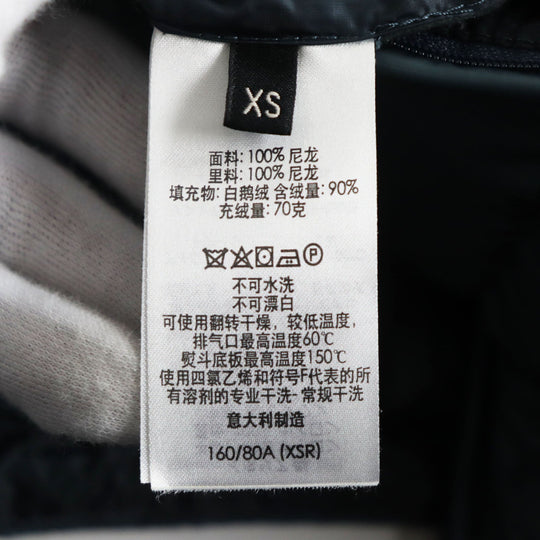 XS
面料: 100% 尼龙
里料: 100% 尼龙
填充物: 白鹅绒 含绒量: 90%
充绒量: 70克
P
不可水洗
不可漂白
可使用翻转干燥，较低温度，
排气口最高温度60℃
熨斗底板最高温度150℃
使用四氯乙烯和符号F代表的所
有溶剂的专业干洗- 常规干洗
意大利制造
160/80A (XSR)